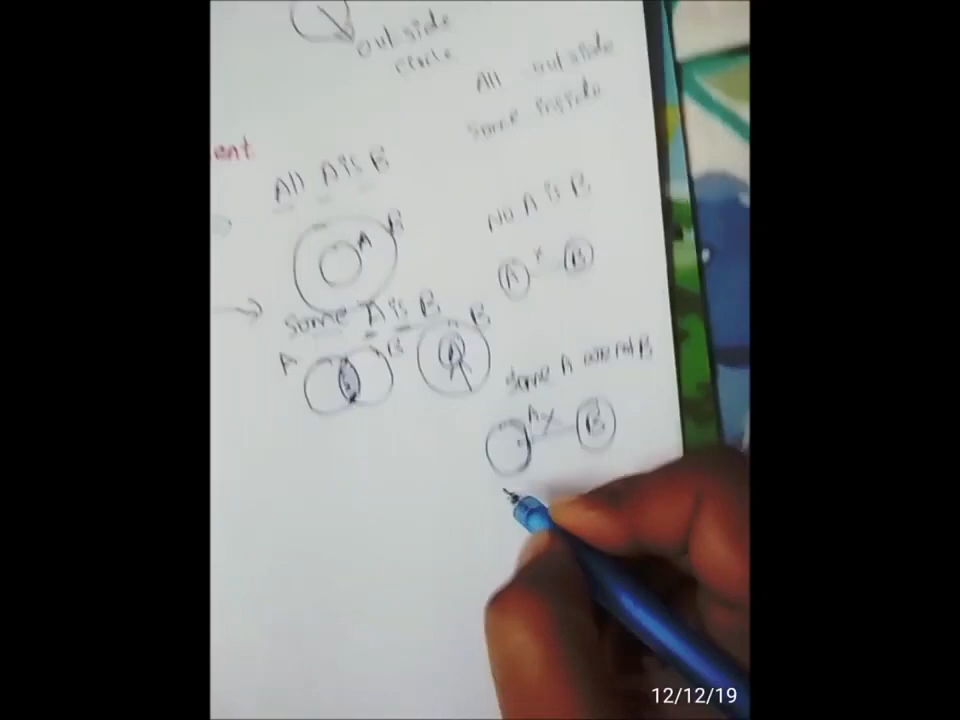 outside
circle
All outside
some inside
ent
All A is B
A
B
some A is B
A
B
A
B
No A is B
A
x
B
some A are not B
A
x
B
12/12/19